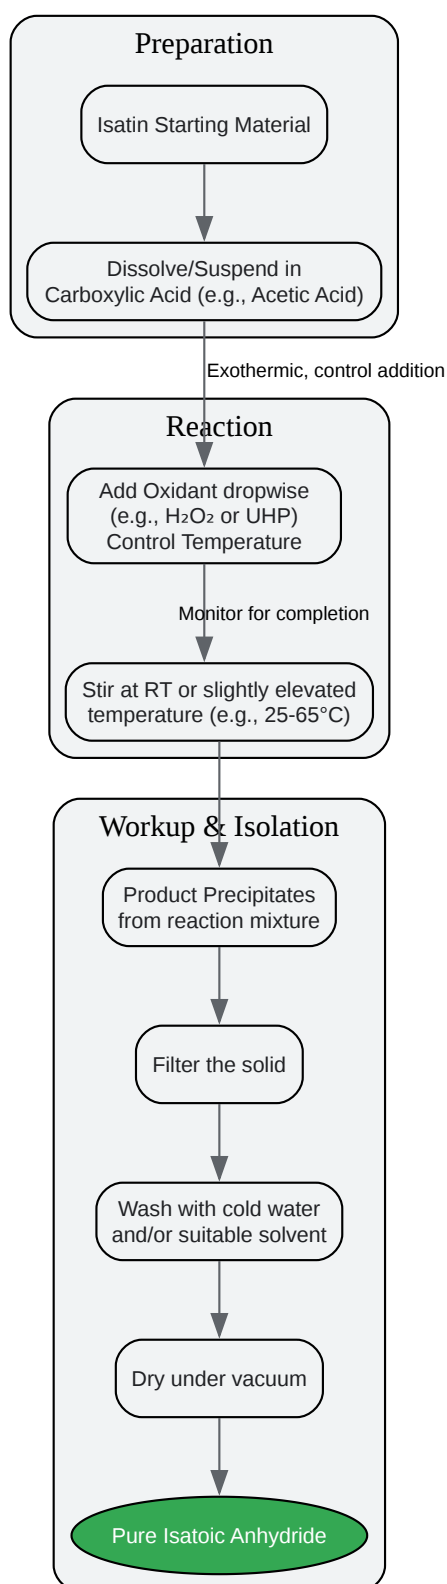 Preparation
Isatin Starting Material
Dissolve/Suspend in
Carboxylic Acid (e.g., Acetic Acid)
Exothermic, control addition
Reaction
Add Oxidant dropwise
(e.g., H₂O₂ or UHP)
Control Temperature
Monitor for completion
Stir at RT or slightly elevated
temperature (e.g., 25-65°C)
Workup & Isolation
Product Precipitates
from reaction mixture
Filter the solid
Wash with cold water
and/or suitable solvent
Dry under vacuum
Pure Isatoic Anhydride